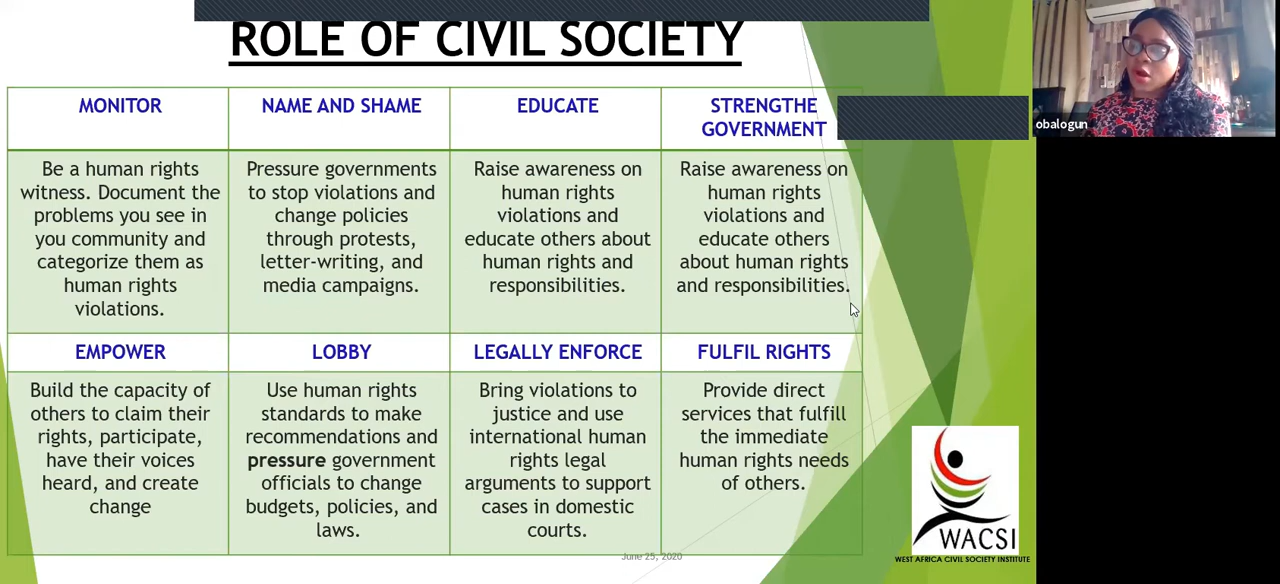 ROLE OF CIVIL SOCIETY
MONITOR
NAME AND SHAME
EDUCATE
STRENGTHE
GOVERNMENT
Be a human rights
witness. Document the
problems you see in
you community and
categorize them as
human rights
violations.
Pressure governments
to stop violations and
change policies
through protests,
letter-writing, and
media campaigns.
Raise awareness on
human rights
violations and
educate others about
human rights and
responsibilities.
Raise awareness on
human rights
violations and
educate others
about human rights
and responsibilities.
EMPOWER
LOBBY
LEGALLY ENFORCE
FULFIL RIGHTS
Build the capacity of
others to claim their
rights, participate,
have their voices
heard, and create
change
Use human rights
standards to make
recommendations and
pressure government
officials to change
budgets, policies, and
laws.
Bring violations to
justice and use
international human
rights legal
arguments to support
cases in domestic
courts.
Provide direct
services that fulfill
the immediate
human rights needs
of others.
June 25, 2020
WACSI
WEST AFRICA CIVIL SOCIETY INSTITUTE
obalogun